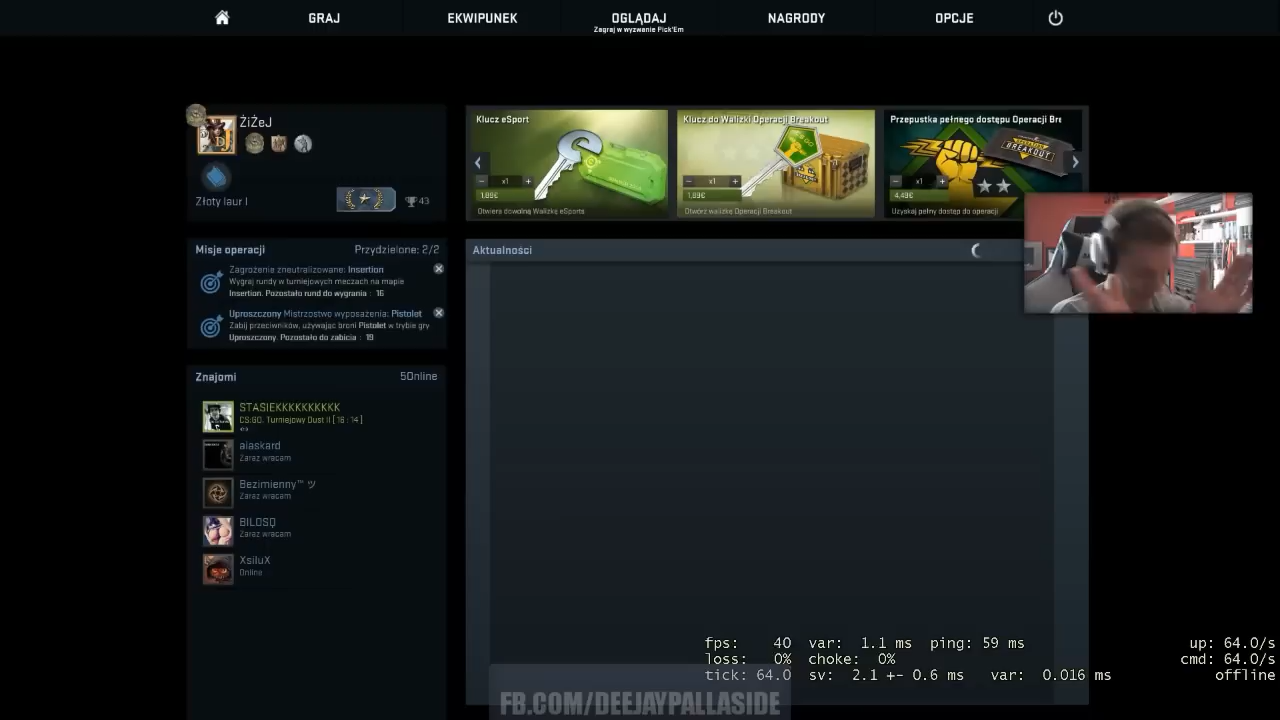 GRAJ
EKWIPUNEK
OGLĄDAJ
Zagraj w wyzwanie Pick'Em
NAGRODY
OPCJE
ŻiŻeJ
Złoty laur I
43
Klucz eSport
x1
1,89€
Otwiera dowolną Walizkę eSports
Klucz do Walizki Operacji Breakout
x1
1,89€
Otwórz walizkę Operacji Breakout
Przepustka pełnego dostępu Operacji Bre
OPERATION
BREAKOUT
x1
4,49€
Uzyskaj pełny dostęp do operacji
Misje operacji
Przydzielone: 2/2
Zagrożenie zneutralizowane: Insertion
Wygraj rundy w turniejowych meczach na mapie
Insertion. Pozostało rund do wygrania : 16
Uproszczony Mistrzostwo wyposażenia: Pistolet
Zabij przeciwników, używając broni Pistolet w trybie gry
Uproszczony. Pozostało do zabicia : 19
Aktualności
Znajomi
5Online
STASIEKKKKKKKKKK
CS:GO, Turniejowy Dust II [ 16 : 14 ]
aiaskard
Zaraz wracam
Bezimienny™ ツ
Zaraz wracam
BILOSQ
Zaraz wracam
XsiluX
Online
fps: 40 var: 1.1 ms ping: 59 ms
loss: 0% choke: 0%
tick: 64.0 sv: 2.1 +- 0.6 ms var: 0.016 ms
up: 64.0/s
cmd: 64.0/s
offline
FB.COM/DEEJAYPALLASIDE